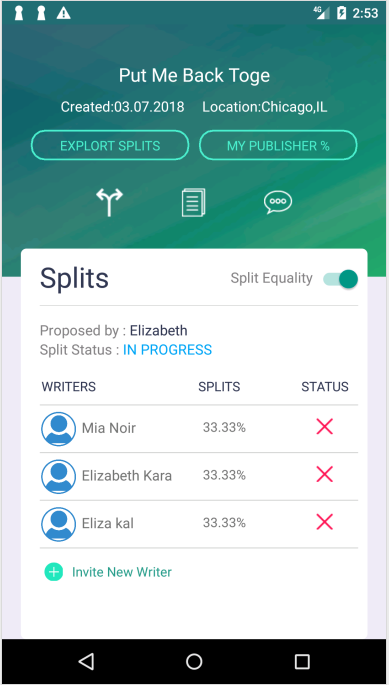 4G 2:53
Put Me Back Toge
Created:03.07.2018 Location:Chicago,IL
EXPLORT SPLITS MY PUBLISHER %
Splits Split Equality
Proposed by : Elizabeth
Split Status : IN PROGRESS
WRITERS SPLITS STATUS
Mia Noir 33.33%
Elizabeth Kara 33.33%
Eliza kal 33.33%
Invite New Writer